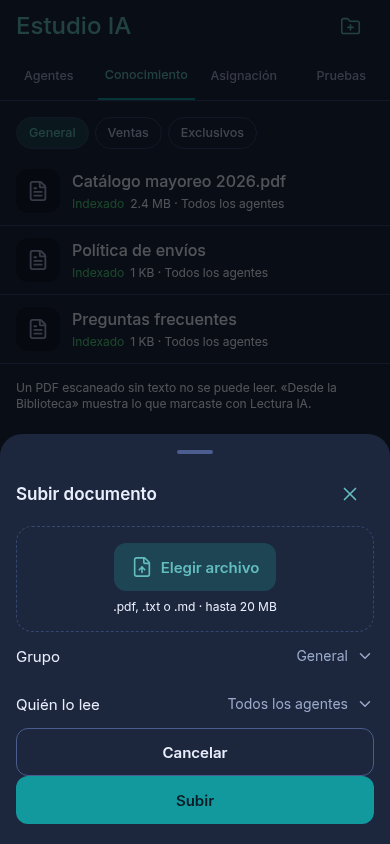 Estudio IA
Agentes
Conocimiento
Asignación
Pruebas
General
Ventas
Exclusivos
Catálogo mayoreo 2026.pdf
Indexado 2.4 MB · Todos los agentes
Política de envíos
Indexado 1 KB · Todos los agentes
Preguntas frecuentes
Indexado 1 KB · Todos los agentes
Un PDF escaneado sin texto no se puede leer. «Desde la
Biblioteca» muestra lo que marcaste con Lectura IA.
Subir documento
Elegir archivo
.pdf, .txt o .md · hasta 20 MB
Grupo General
Quién lo lee Todos los agentes
Cancelar
Subir